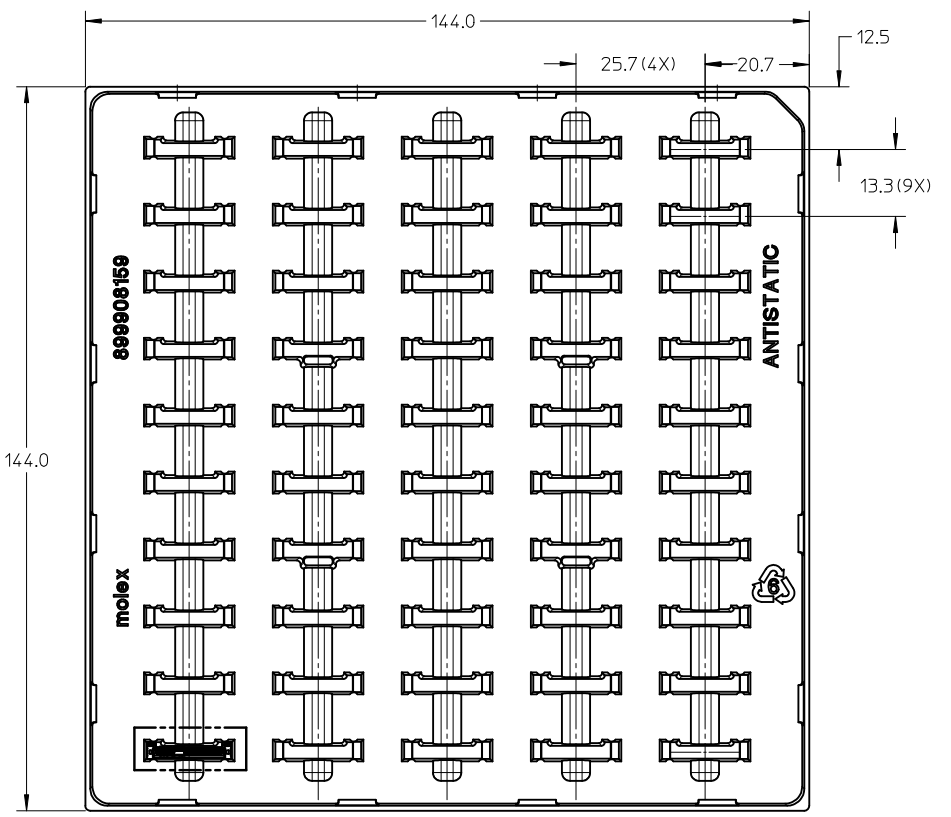 144.0
12.5
25.7 (4X)
20.7
13.3 (9X)
899908159
ANTISTATIC
144.0
molex
6